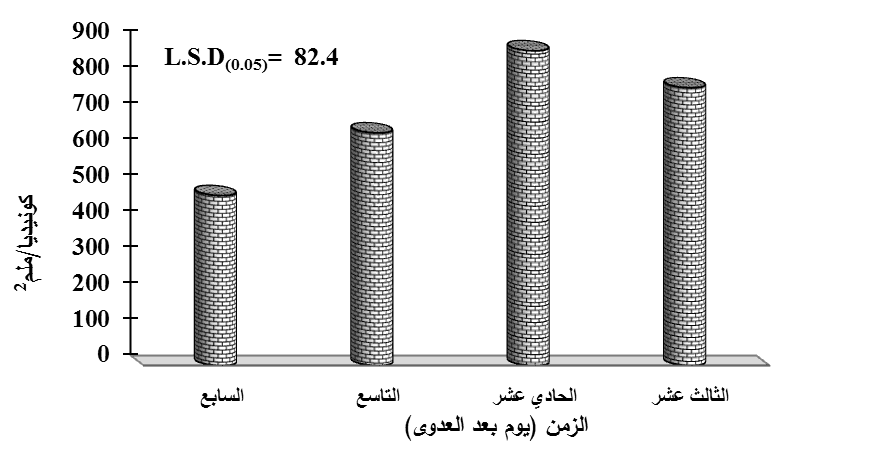 900
L.S.D(0.05)= 82.4
800
700
600
500
400
300
200
100
0
كونيديا/ملم2
السابع
التاسع
الحادي عشر
الثالث عشر
الزمن (يوم بعد العدوى)